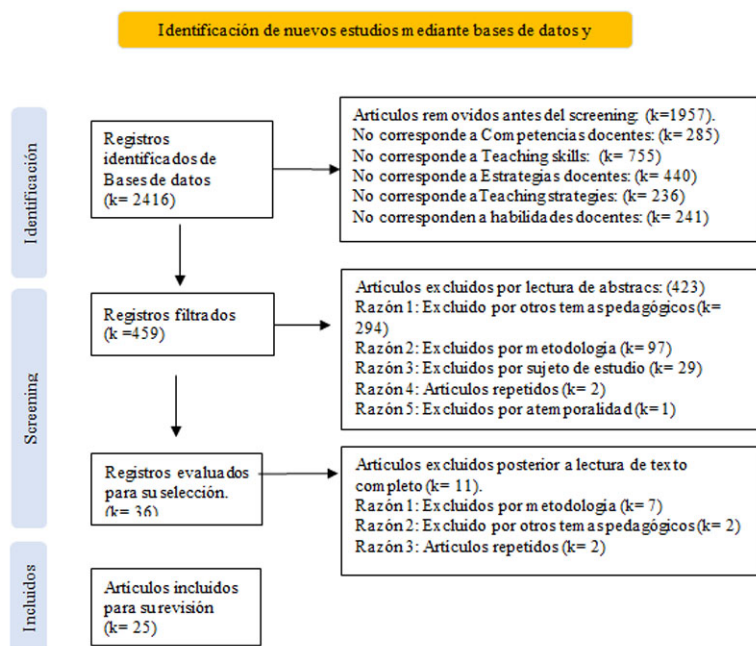 Identificación de nuevos estudios mediante bases de datos y
Identificación
Registros
identificados de
Bases de datos
(k= 2416)
Artículos removidos antes del screening: (k=1957).
No corresponde a Competencias docentes: (k= 285)
No corresponde a Teaching skills: (k= 755)
No corresponde a Estrategias docentes: (k= 440)
No corresponde a Teaching strategies: (k= 236)
No corresponden a habilidades docentes: (k= 241)
Screening
Registros filtrados
(k =459)
Artículos excluidos por lectura de abstracs: (423)
Razón 1: Excluido por otros temas pedagógicos (k=
294)
Razón 2: Excluidos por metodologia (k= 97)
Razón 3: Excluidos por sujeto de estudio (k= 29)
Razón 4: Artículos repetidos (k= 2)
Razón 5: Excluidos por atemporalidad (k= 1)
Registros evaluados
para su selección.
(k= 36)
Artículos excluidos posterior a lectura de texto
completo (k= 11).
Razón 1: Excluidos por metodologia (k= 7)
Razón 2: Excluido por otros temas pedagógicos (k= 2)
Razón 3: Artículos repetidos (k= 2)
Incluidos
Artículos incluidos
para su revisión
(k= 25)